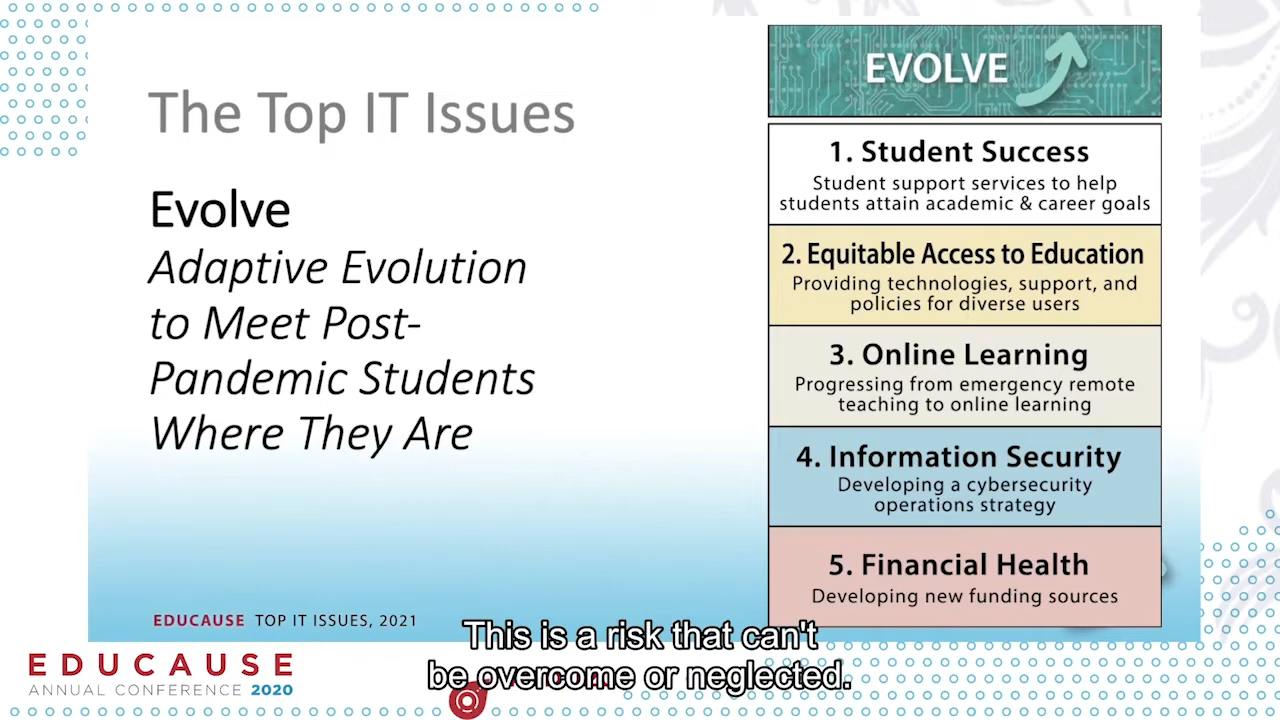 The Top IT Issues
Evolve
Adaptive Evolution
to Meet Post-
Pandemic Students
Where They Are
EDUCAUSE TOP IT ISSUES, 2021
EVOLVE
1. Student Success
Student support services to help
students attain academic & career goals
2. Equitable Access to Education
Providing technologies, support, and
policies for diverse users
3. Online Learning
Progressing from emergency remote
teaching to online learning
4. Information Security
Developing a cybersecurity
operations strategy
5. Financial Health
Developing new funding sources
This is a risk that can't
be overcome or neglected.
EDUCAUSE
ANNUAL CONFERENCE 2020